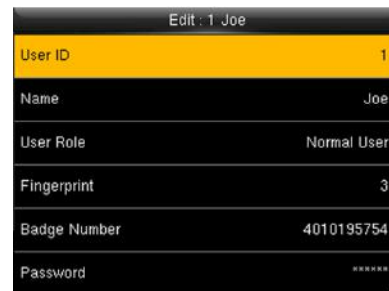 Edit : 1 Joe
User ID 1
Name Joe
User Role Normal User
Fingerprint 3
Badge Number 4010195754
Password ******